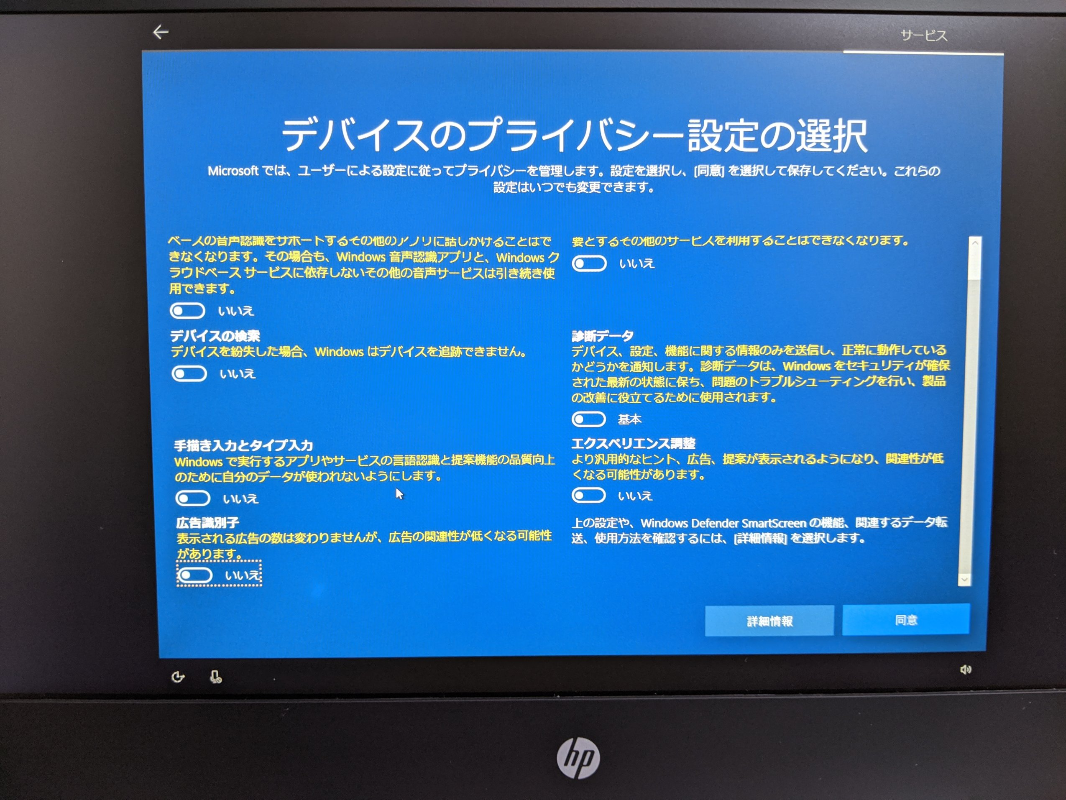 サービス
デバイスのプライバシー設定の選択
Microsoft では、ユーザーによる設定に従ってプライバシーを管理します。設定を選択し、[同意] を選択して保存してください。これらの
設定はいつでも変更できます。
ベースの音声認識をサポートするその他のアプリに話しかけることはで
きなくなります。その場合も、Windows 音声認識アプリと、Windows ク
ラウドベース サービスに依存しないその他の音声サービスは引き続き使
用できます。
いいえ
要とするその他のサービスを利用することはできなくなります。
いいえ
デバイスの検索
デバイスを紛失した場合、Windows はデバイスを追跡できません。
いいえ
診断データ
デバイス、設定、機能に関する情報のみを送信し、正常に動作している
かどうかを通知します。診断データは、Windows をセキュリティが確保
された最新の状態に保ち、問題のトラブルシューティングを行い、製品
の改善に役立てるために使用されます。
基本
手描き入力とタイプ入力
Windows で実行するアプリやサービスの言語認識と提案機能の品質向上
のために自分のデータが使われないようにします。
いいえ
エクスペリエンス調整
より汎用的なヒント、広告、提案が表示されるようになり、関連性が低
くなる可能性があります。
いいえ
広告識別子
表示される広告の数は変わりませんが、広告の関連性が低くなる可能性
があります。
いいえ
上の設定や、Windows Defender SmartScreen の機能、関連するデータ転
送、使用方法を確認するには、[詳細情報] を選択します。
詳細情報
同意
hp